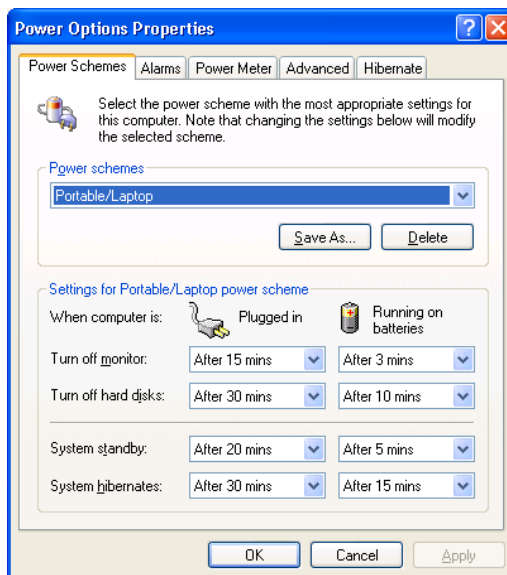 Power Options Properties
Power Schemes Alarms Power Meter Advanced Hibernate
Select the power scheme with the most appropriate settings for
this computer. Note that changing the settings below will modify
the selected scheme.
Power schemes
Portable/Laptop
Save As... Delete
Settings for Portable/Laptop power scheme
When computer is: Plugged in Running on
batteries
Turn off monitor: After 15 mins After 3 mins
Turn off hard disks: After 30 mins After 10 mins
System standby: After 20 mins After 5 mins
System hibernates: After 30 mins After 15 mins
OK Cancel Apply